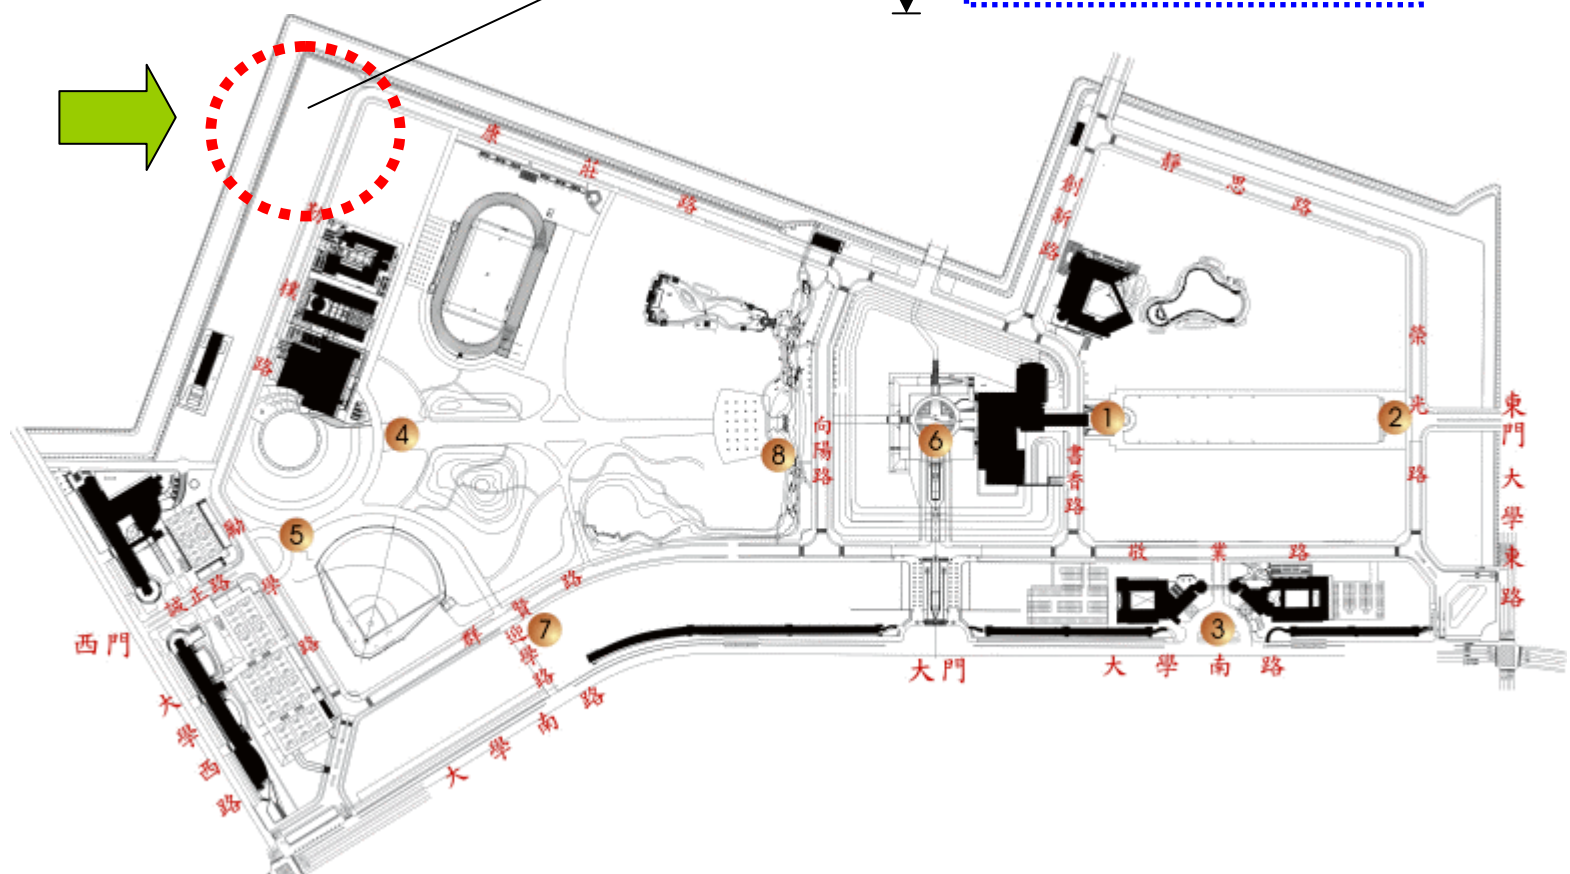 康莊路
靜思路
創新路
勤樸路
榮光路
東門
大學東路
向陽路
書香路
4
8
6
1
2
5
勵學路
誠正路
敬業路
群賢路
迎學路
7
3
西門
大門
大學南路
大學南路
大學西路